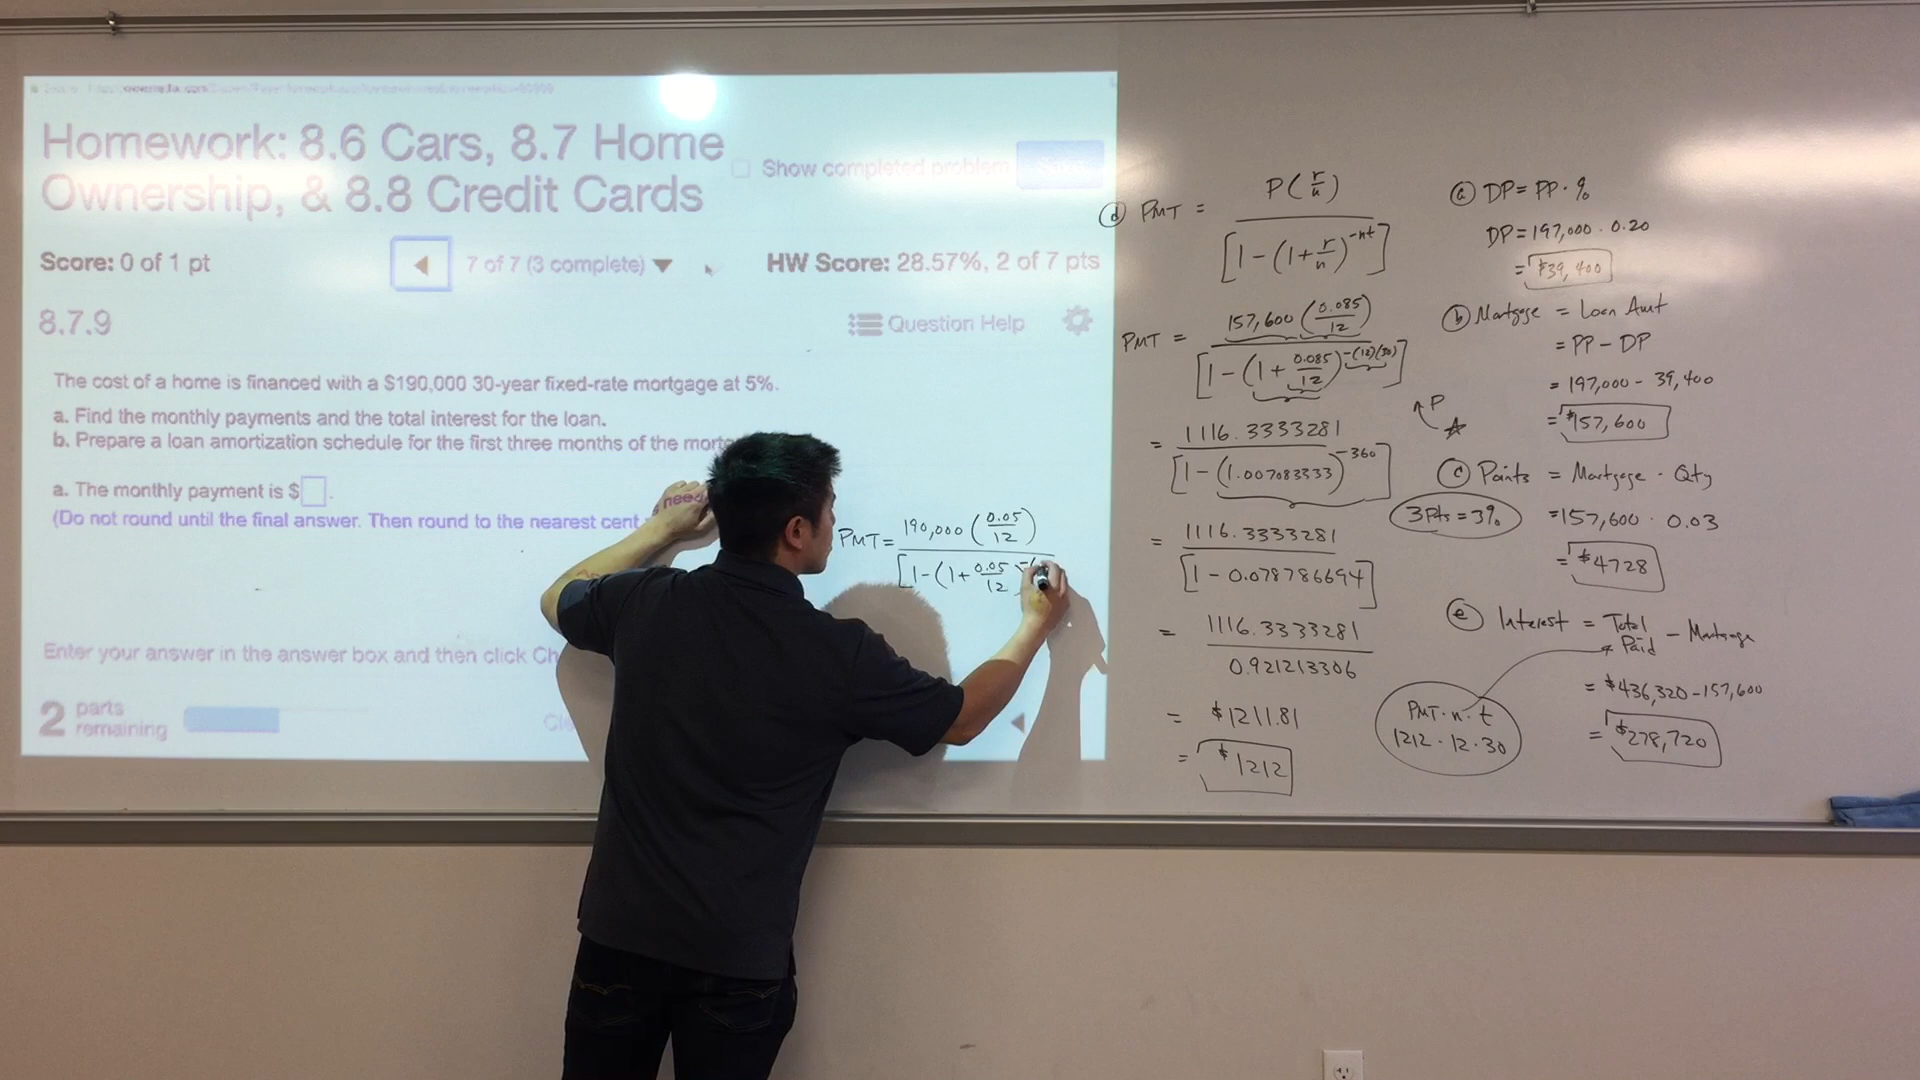 Homework: 8.6 Cars, 8.7 Home
Ownership, & 8.8 Credit Cards
Show completed problem
Save
Score: 0 of 1 pt
7 of 7 (3 complete)
HW Score: 28.57%, 2 of 7 pts
8.7.9
Question Help
The cost of a home is financed with a $190,000 30-year fixed-rate mortgage at 5%.
a. Find the monthly payments and the total interest for the loan.
b. Prepare a loan amortization schedule for the first three months of the
a. The monthly payment is $ .
(Do not round until the final answer. Then round to the nearest cent need
Enter your answer in the answer box and then click
2 parts
remaining
PMT = 190,000 (0.05/12)
[1-(1+0.05/12 -(
ⓓ PMT = P(r/n)
[1-(1+r/n)^-nt]
PMT = 157,600 (0.085/12)
[1-(1+0.085/12)^-(12)(30)]
= 1116.3333281
[1-(1.007083333)^-360]
= 1116.3333281
[1-0.078786694]
= 1116.3333281
0.921213306
= $1211.81
= $1212
ⓐ DP = PP · %
DP = 197,000 · 0.20
= $39,400
ⓑ Mortgage = Loan Amt
= PP - DP
= 197,000 - 39,400
= $157,600
P
ⓒ Points = Mortgage · Qty
3 Pts = 3%
= 157,600 · 0.03
= $4728
ⓔ Interest = Total Paid - Mortgage
= $436,320 - 157,600
PMT · n · t
1212 · 12 · 30
= $278,720